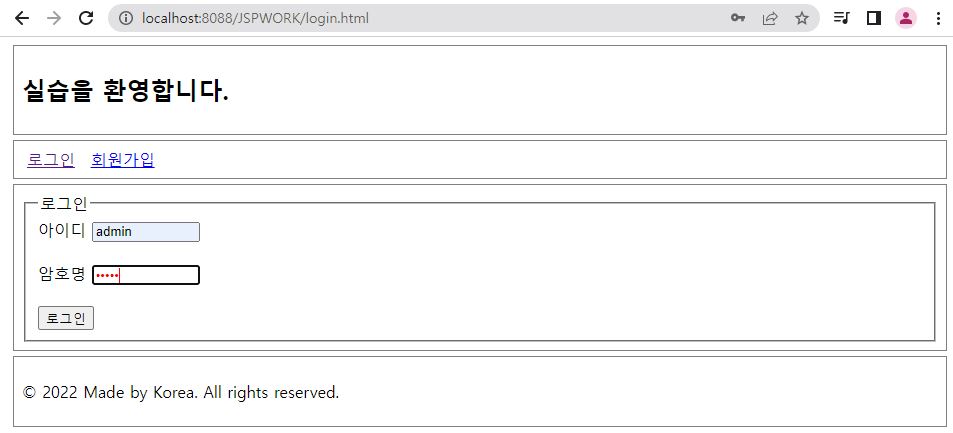 localhost:8088/JSPWORK/login.html
실습을 환영합니다.
로그인 회원가입
로그인
아이디 admin
암호명 •••••
로그인
© 2022 Made by Korea. All rights reserved.